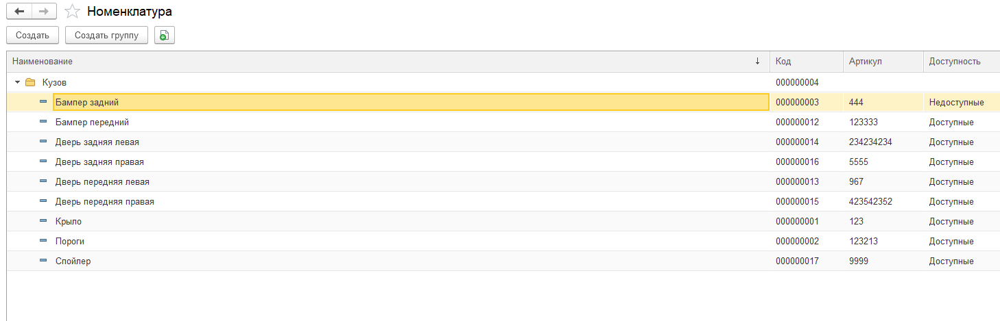 Номенклатура
Создать Создать группу
Наименование ↓ Код Артикул Доступность
Кузов 000000004
Бампер задний 000000003 444 Недоступные
Бампер передний 000000012 123333 Доступные
Дверь задняя левая 000000014 234234234 Доступные
Дверь задняя правая 000000016 5555 Доступные
Дверь передняя левая 000000013 967 Доступные
Дверь передняя правая 000000015 423542352 Доступные
Крыло 000000001 123 Доступные
Пороги 000000002 123213 Доступные
Спойлер 000000017 9999 Доступные